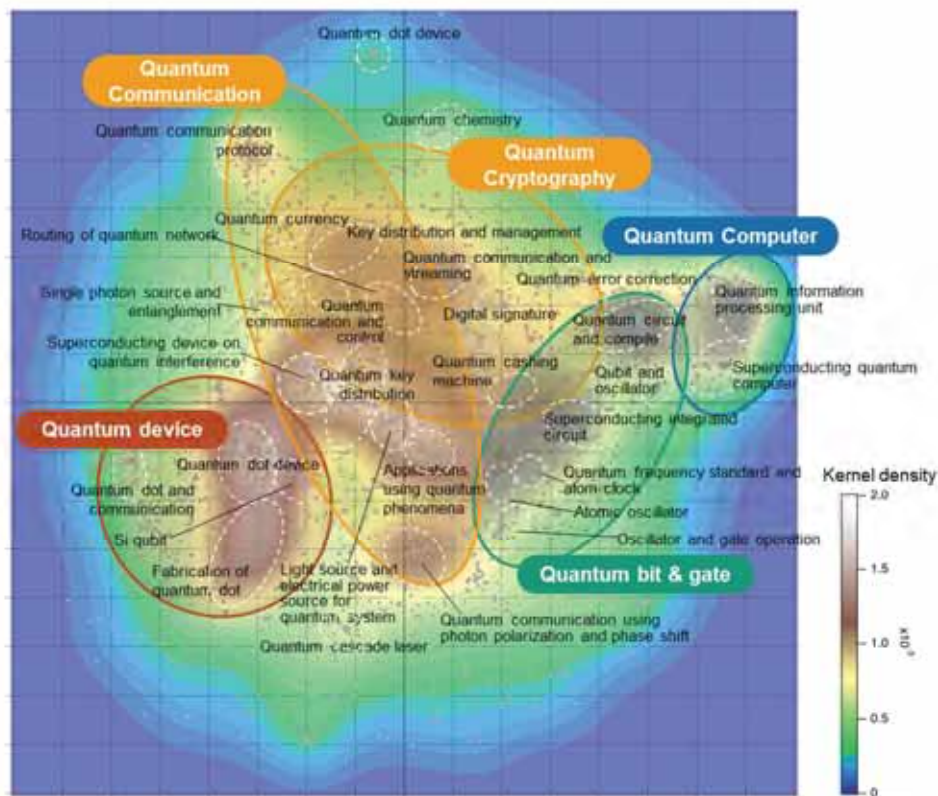 Quantum dot device
Quantum
Communication
Quantum communication
protocol
Quantum chemistry
Quantum
Cryptography
Quantum currency
Routing of quantum network
Key distribution and management
Quantum Computer
Quantum communication and
streaming
Quantum error correction
Single photon source and
entanglement
Quantum
communication and
control
Digital signature
Quantum circuit
and compile
Quantum information
processing unit
Superconducting device on
quantum interference
Quantum key
distribution
Quantum cashing
machine
Qubit and
oscillator
Superconducting quantum
computer
Quantum device
Superconducting integrated
circuit
Quantum dot device
Quantum dot and
communication
Applications
using quantum
phenomena
Quantum frequency standard and
atom clock
Atomic oscillator
Si qubit
Oscillator and gate operation
Fabrication of
quantum dot
Light source and
electrical power
source for
quantum system
Quantum bit & gate
Quantum communication using
photon polarization and phase shift
Quantum cascade laser
Kernel density
2.0
1.5
1.0
0.5
0